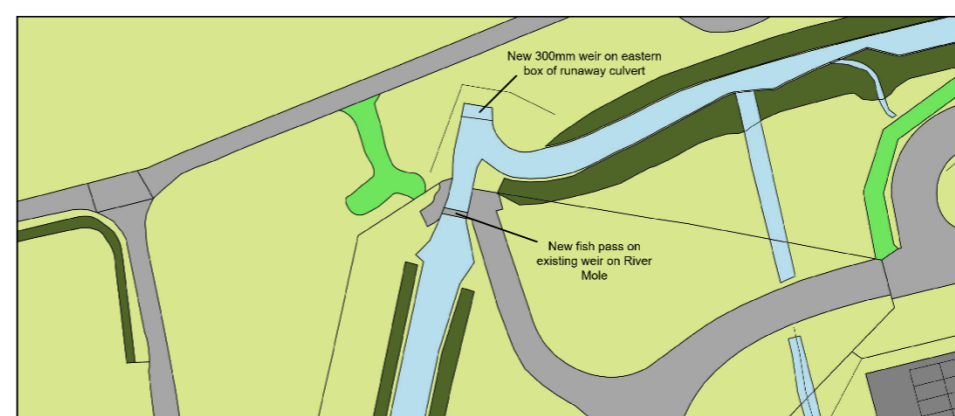 New 300mm weir on eastern
box of runaway culvert
New fish pass on
existing weir on River
Mole